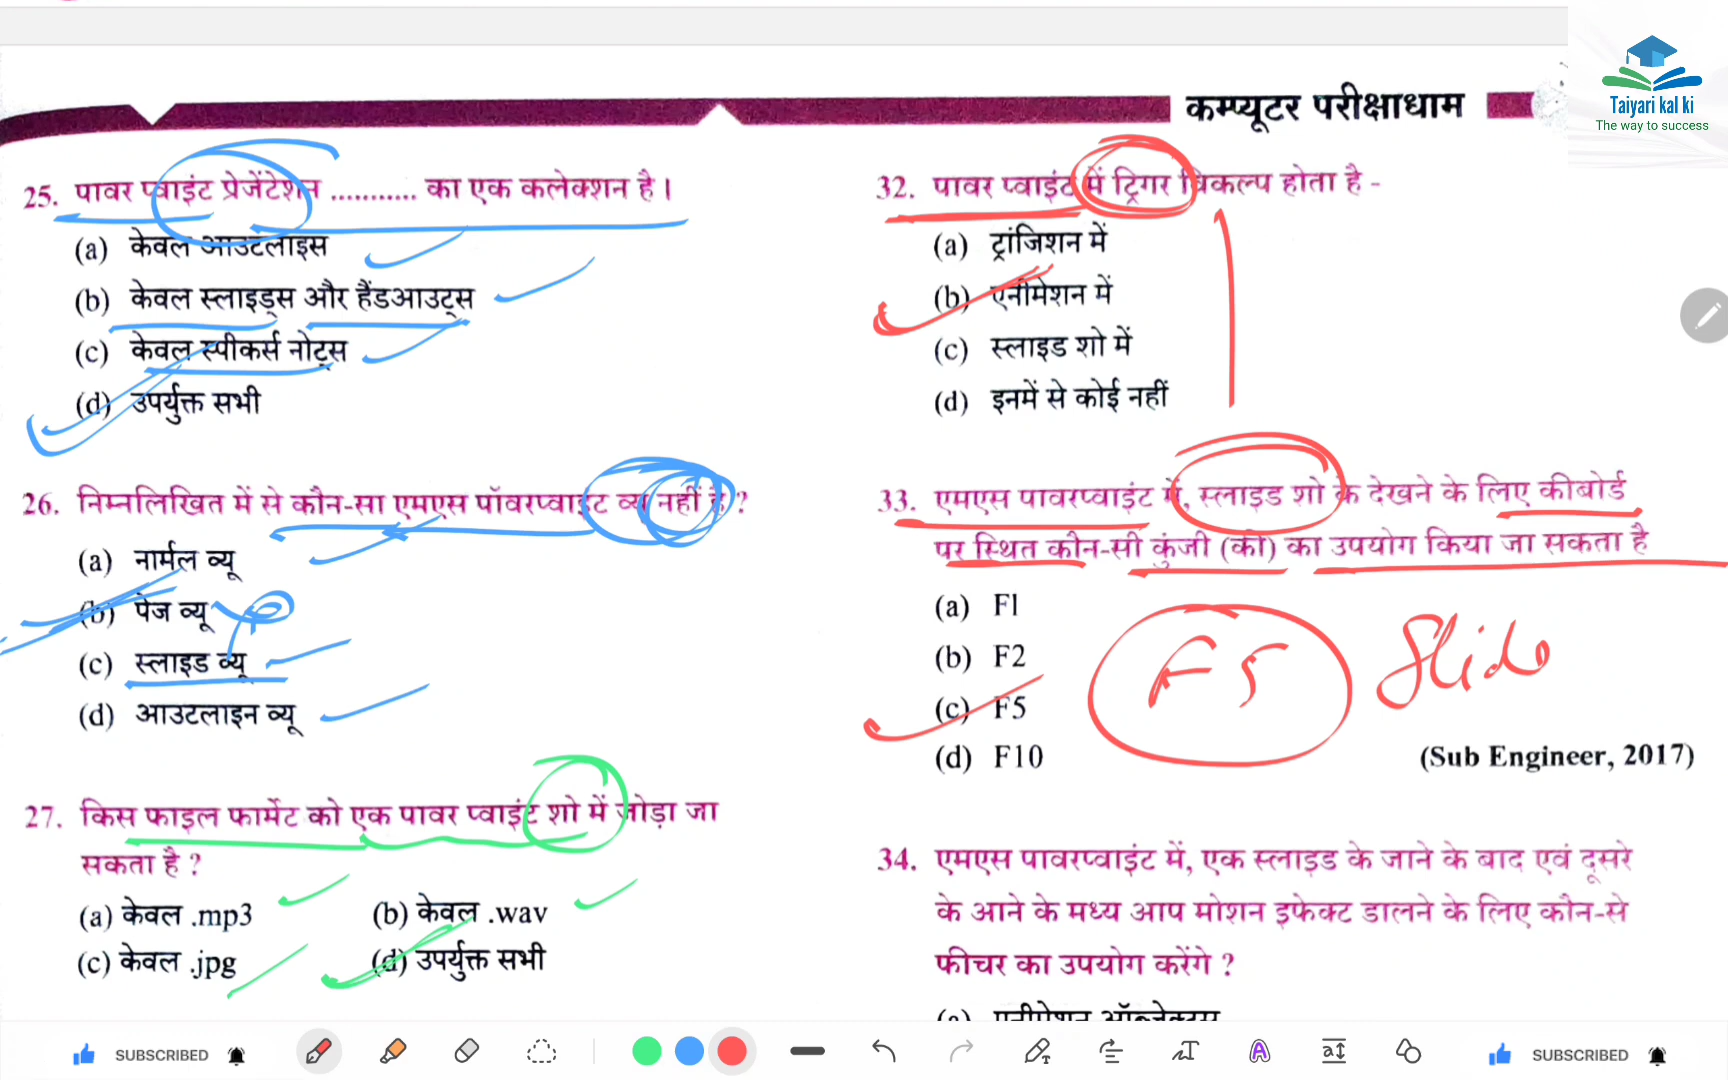 कम्प्यूटर परीक्षाधाम
Taiyari kal ki
The way to success
25. पावर प्वाइंट प्रेजेंटेशन ............ का एक कलेक्शन है।
(a) केवल आउटलाइस
(b) केवल स्लाइड्स और हैंडआउट्स
(c) केवल स्पीकर्स नोट्स
(d) उपर्युक्त सभी
26. निम्नलिखित में से कौन-सा एमएस पॉवरप्वाइंट व्यू नहीं है ?
(a) नार्मल व्यू
(b) पेज व्यू
(c) स्लाइड व्यू
(d) आउटलाइन व्यू
27. किस फाइल फार्मेट को एक पावर प्वाइंट शो में जोड़ा जा
सकता है ?
(a) केवल .mp3 (b) केवल .wav
(c) केवल .jpg (d) उपर्युक्त सभी
32. पावर प्वाइंट में ट्रिगर विकल्प होता है -
(a) ट्रांजिशन में
(b) एनीमेशन में
(c) स्लाइड शो में
(d) इनमें से कोई नहीं
33. एमएस पावरप्वाइंट में, स्लाइड शो के देखने के लिए कीबोर्ड
पर स्थित कौन-सी कुंजी (की) का उपयोग किया जा सकता है
(a) F1
(b) F2
(c) F5
(d) F10
F5 Slide
(Sub Engineer, 2017)
34. एमएस पावरप्वाइंट में, एक स्लाइड के जाने के बाद एवं दूसरे
के आने के मध्य आप मोशन इफेक्ट डालने के लिए कौन-से
फीचर का उपयोग करेंगे ?
(a) एनीमेशन ऑब्जेक्ट्स
SUBSCRIBED
SUBSCRIBED